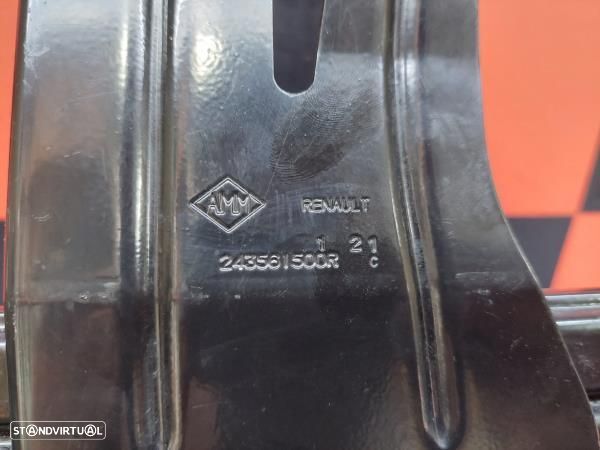 AMM RENAULT
1 21
243561500R C
STANDVIRTUAL